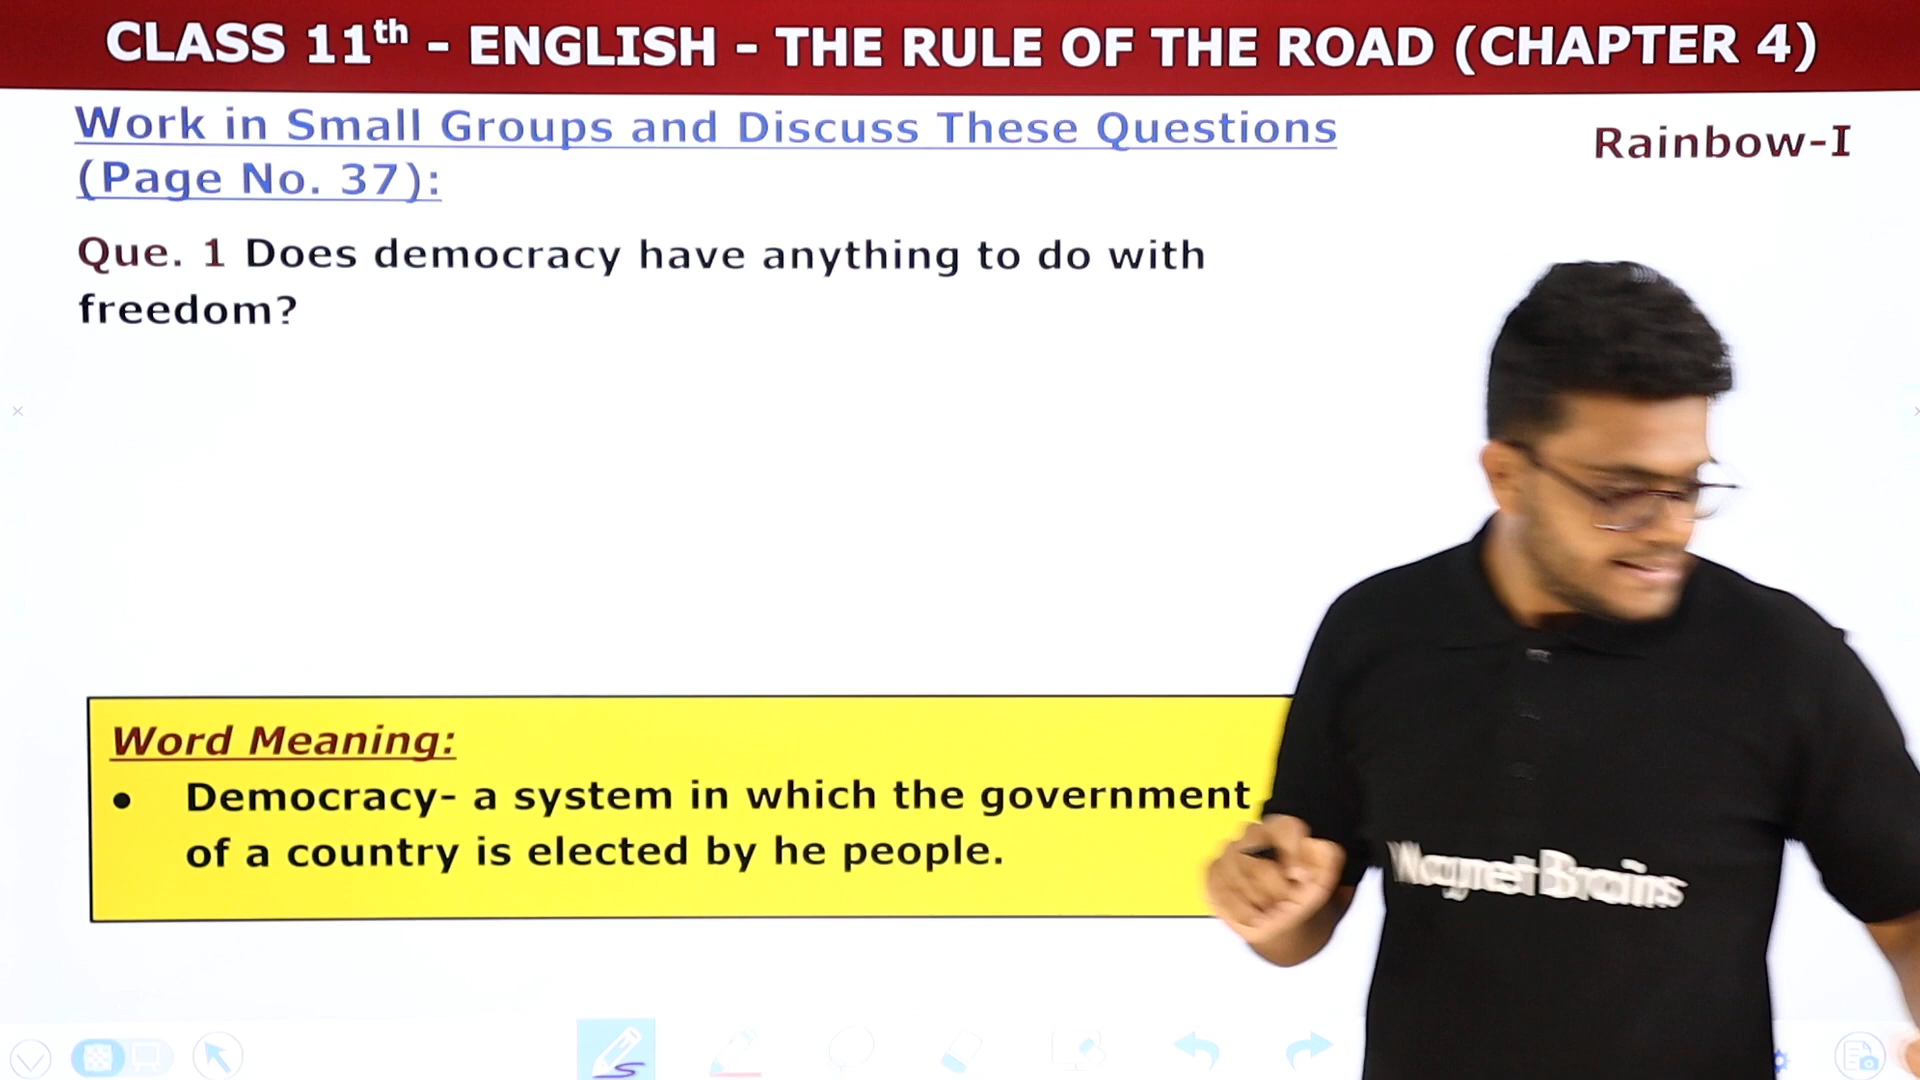 CLASS 11th - ENGLISH - THE RULE OF THE ROAD (CHAPTER 4)
Work in Small Groups and Discuss These Questions
(Page No. 37):
Rainbow-I
Que. 1 Does democracy have anything to do with
freedom?
Word Meaning:
• Democracy- a system in which the government
of a country is elected by he people.
Magnet Brains